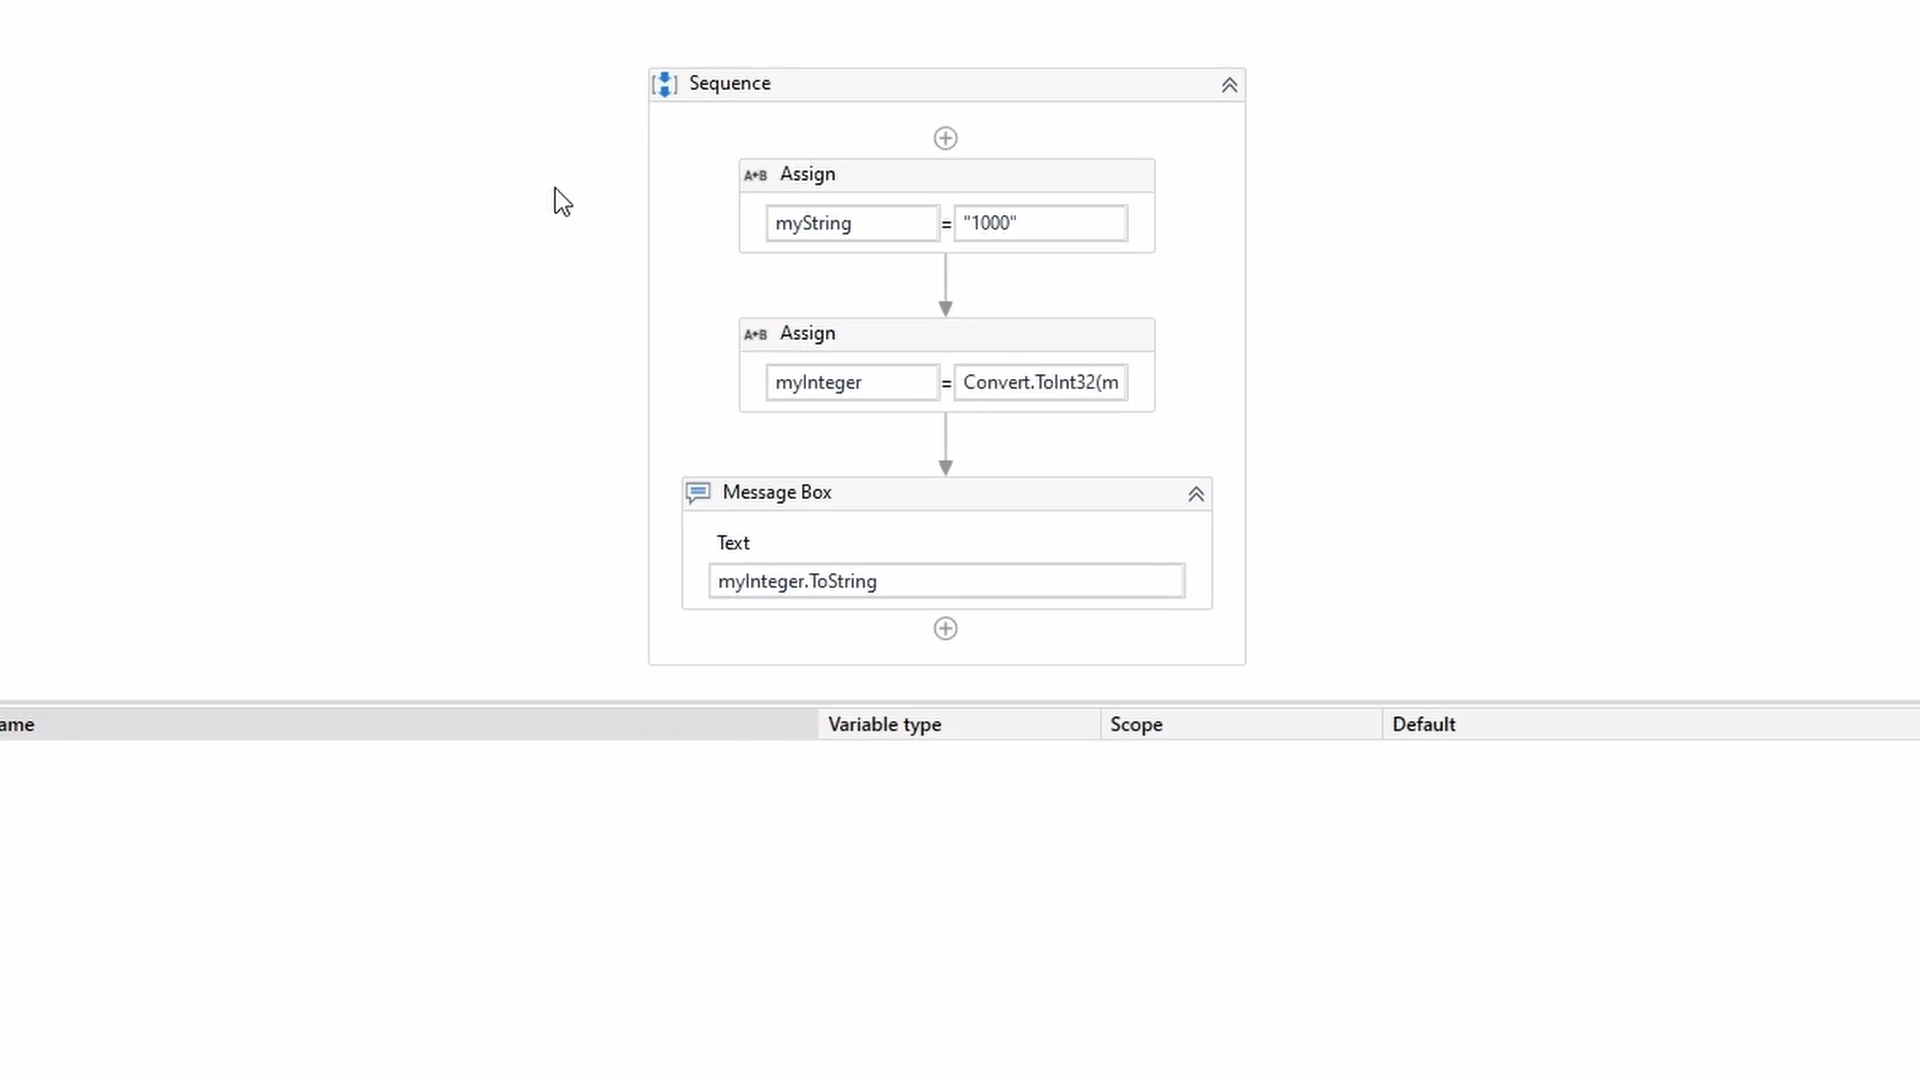 Sequence
A+B Assign
myString = "1000"
A+B Assign
myInteger = Convert.ToInt32(m
Message Box
Text
myInteger.ToString
ame Variable type Scope Default